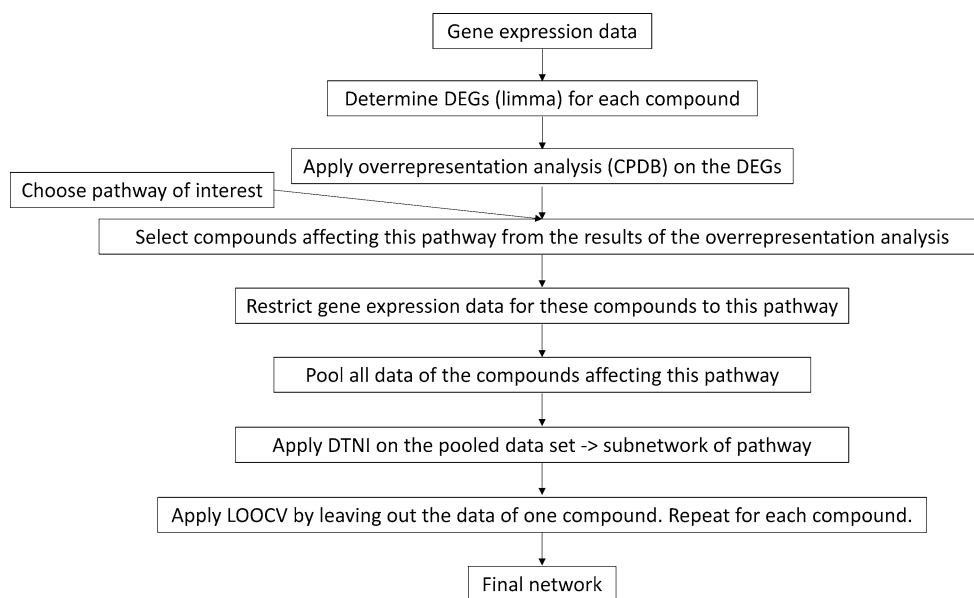 Gene expression data
Determine DEGs (limma) for each compound
Apply overrepresentation analysis (CPDB) on the DEGs
Choose pathway of interest
Select compounds affecting this pathway from the results of the overrepresentation analysis
Restrict gene expression data for these compounds to this pathway
Pool all data of the compounds affecting this pathway
Apply DTNI on the pooled data set -> subnetwork of pathway
Apply LOOCV by leaving out the data of one compound. Repeat for each compound.
Final network